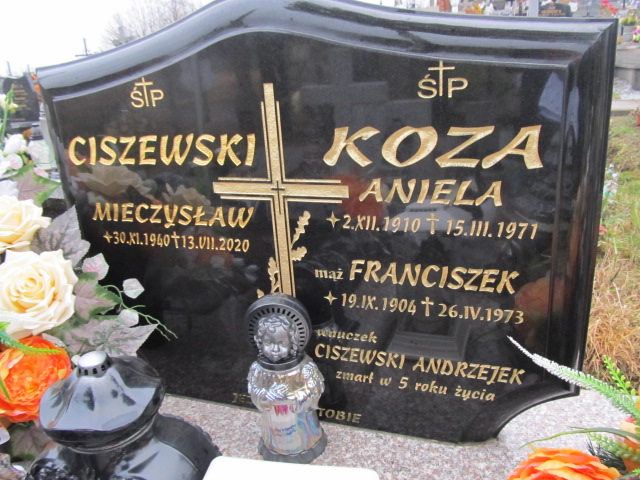 ŚP
CISZEWSKI
MIECZYSŁAW
30.XI.1940 † 13.VII.2020
ŚP
KOZA
ANIELA
2.XII.1910 † 15.III.1971
mąż FRANCISZEK
19.IX.1904 † 26.IV.1973
wnuczek
CISZEWSKI ANDRZEJEK
zmarł w 5 roku życia
TOBIE